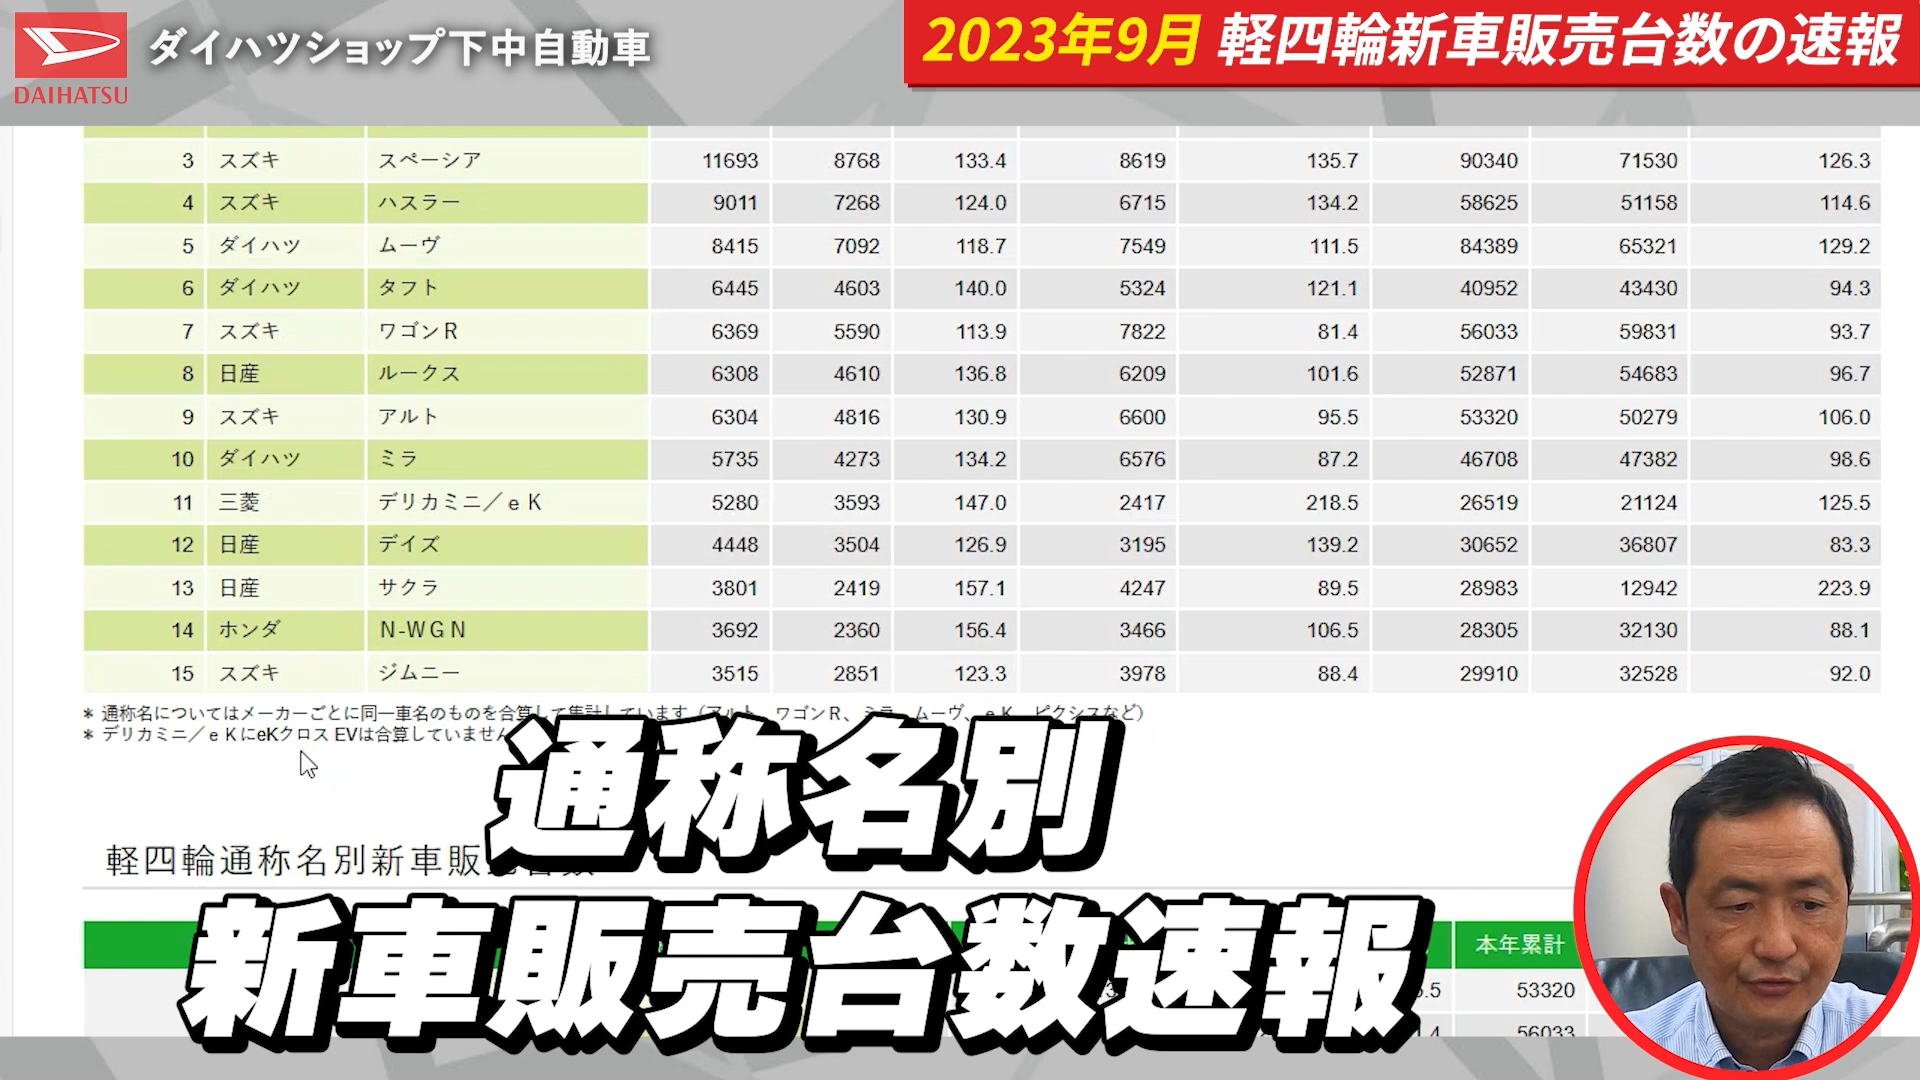 DAIHATSU
ダイハツショップ下中自動車
2023年9月 軽四輪新車販売台数の速報
3 スズキ スペーシア 11693 8768 133.4 8619 135.7 90340 71530 126.3
4 スズキ ハスラー 9011 7268 124.0 6715 134.2 58625 51158 114.6
5 ダイハツ ムーヴ 8415 7092 118.7 7549 111.5 84389 65321 129.2
6 ダイハツ タフト 6445 4603 140.0 5324 121.1 40952 43430 94.3
7 スズキ ワゴンR 6369 5590 113.9 7822 81.4 56033 59831 93.7
8 日産 ルークス 6308 4610 136.8 6209 101.6 52871 54683 96.7
9 スズキ アルト 6304 4816 130.9 6600 95.5 53320 50279 106.0
10 ダイハツ ミラ 5735 4273 134.2 6576 87.2 46708 47382 98.6
11 三菱 デリカミニ／ｅＫ 5280 3593 147.0 2417 218.5 26519 21124 125.5
12 日産 デイズ 4448 3504 126.9 3195 139.2 30652 36807 83.3
13 日産 サクラ 3801 2419 157.1 4247 89.5 28983 12942 223.9
14 ホンダ N-WGN 3692 2360 156.4 3466 106.5 28305 32130 88.1
15 スズキ ジムニー 3515 2851 123.3 3978 88.4 29910 32528 92.0
＊ 通称名についてはメーカーごとに同一車名のものを合算して集計しています（アルト、ワゴンR、ミラ、ムーヴ、ｅK、ピクシスなど）
＊ デリカミニ／ｅKにeKクロス EVは合算していません
通称名別
軽四輪通称名別新車販売台数
新車販売台数速報
本年累計
53320
56033